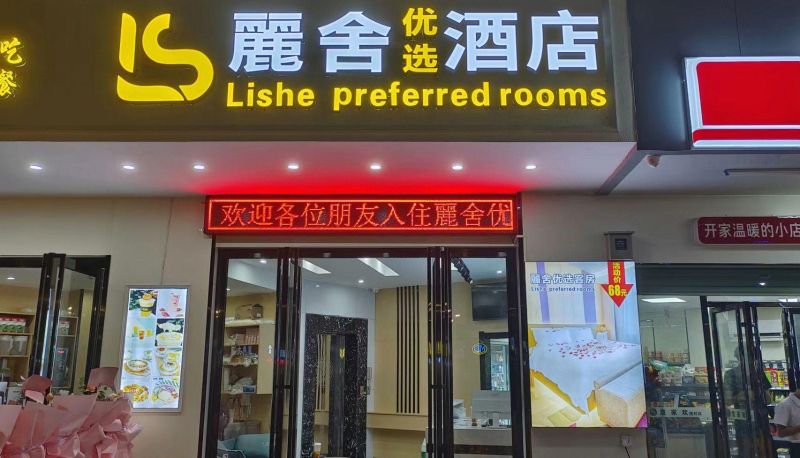 吃
餐
LS
麗舍优选酒店
Lishe preferred rooms
欢迎各位朋友入住麗舍优
开家温暖的小店
麗舍优选客房
Lishe preferred rooms
活动价
68元